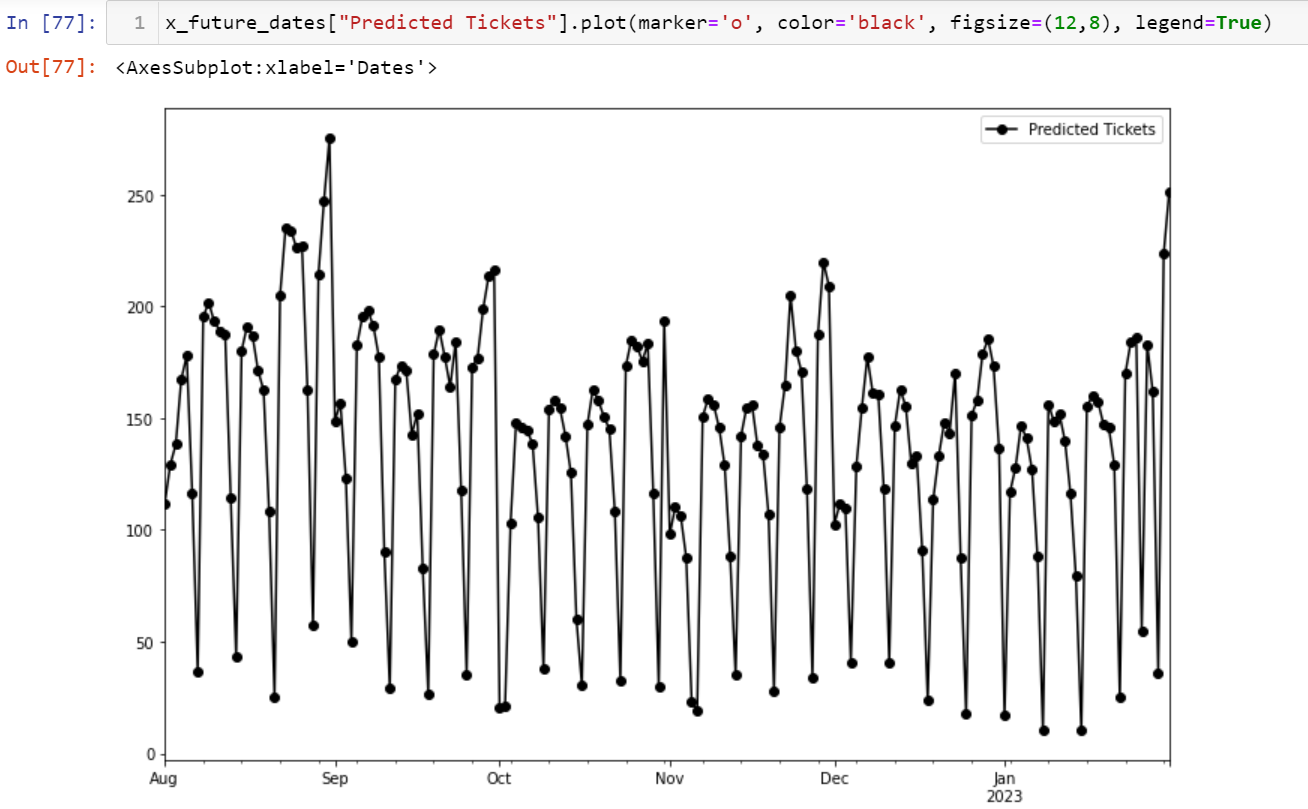 In [77]: 1 x_future_dates["Predicted Tickets"].plot(marker='o', color='black', figsize=(12,8), legend=True)
Out[77]: <AxesSubplot:xlabel='Dates'>
Predicted Tickets
250
200
150
100
50
0
Aug Sep Oct Nov Dec Jan
2023